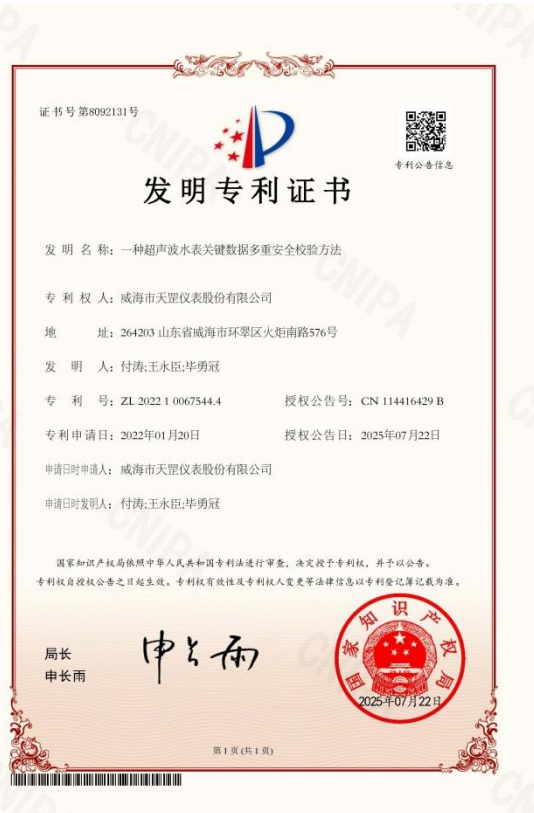 证书号第8092131号
专利公告信息
发明专利证书
发 明 名 称：一种超声波水表关键数据多重安全校验方法
专 利 权 人：威海市天罡仪表股份有限公司
地 址：264203 山东省威海市环翠区火炬南路576号
发 明 人：付涛;王永臣;毕勇冠
专 利 号：ZL 2022 1 0067544.4 授权公告号：CN 114416429 B
专利申请日：2022年01月20日 授权公告日：2025年07月22日
申请日时申请人：威海市天罡仪表股份有限公司
申请日时发明人：付涛;王永臣;毕勇冠
国家知识产权局依照中华人民共和国专利法进行审查，决定授予专利权，并予以公告。
专利权自授权公告之日起生效。专利权有效性及专利权人变更等法律信息以专利登记簿记载为准。
局长
申长雨
申长雨
国家知识产权局
2025年07月22日
第 1 页 (共 1 页)
CNIPA
CNIPA
CNIPA
CNIPA
CNIPA